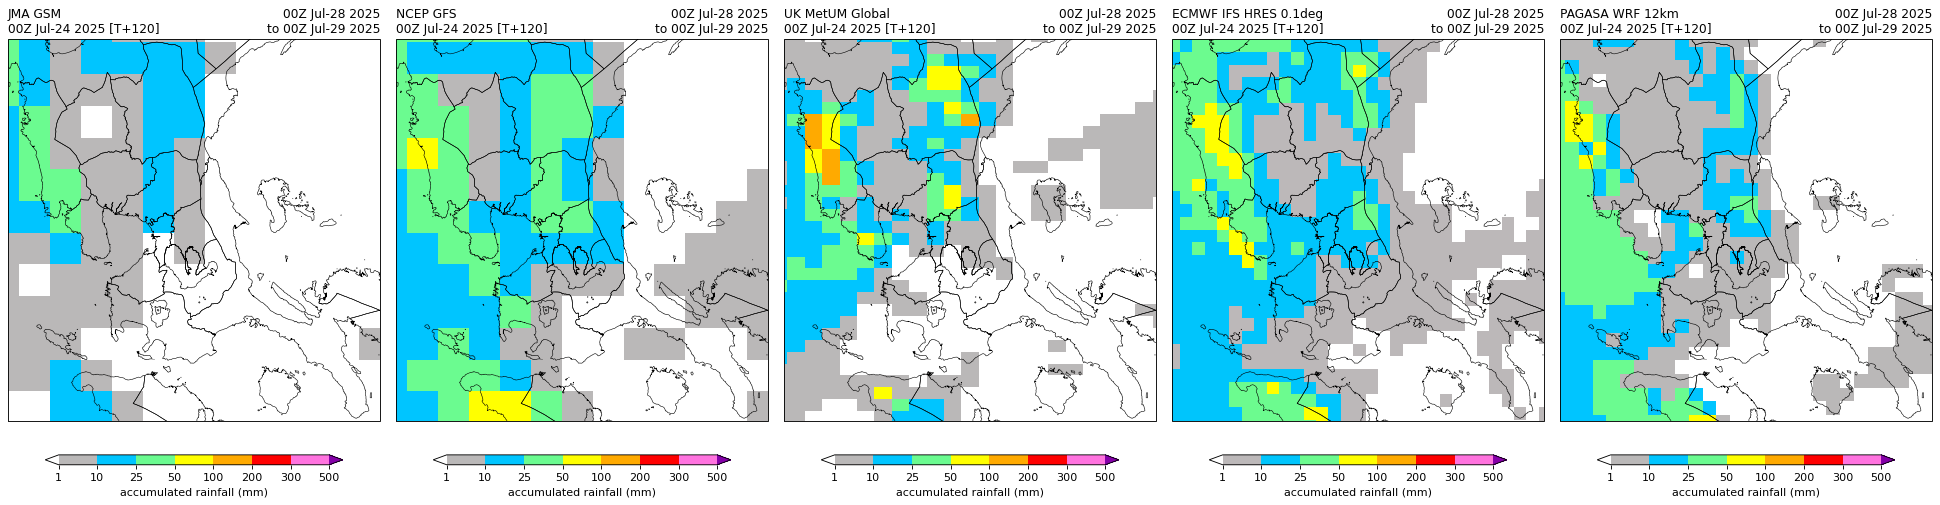 JMA GSM
00Z Jul-24 2025 [T+120]
00Z Jul-28 2025
to 00Z Jul-29 2025
NCEP GFS
00Z Jul-24 2025 [T+120]
00Z Jul-28 2025
to 00Z Jul-29 2025
UK MetUM Global
00Z Jul-24 2025 [T+120]
00Z Jul-28 2025
to 00Z Jul-29 2025
ECMWF IFS HRES 0.1deg
00Z Jul-24 2025 [T+120]
00Z Jul-28 2025
to 00Z Jul-29 2025
PAGASA WRF 12km
00Z Jul-24 2025 [T+120]
00Z Jul-28 2025
to 00Z Jul-29 2025
1 10 25 50 100 200 300 500
accumulated rainfall (mm)
1 10 25 50 100 200 300 500
accumulated rainfall (mm)
1 10 25 50 100 200 300 500
accumulated rainfall (mm)
1 10 25 50 100 200 300 500
accumulated rainfall (mm)
1 10 25 50 100 200 300 500
accumulated rainfall (mm)